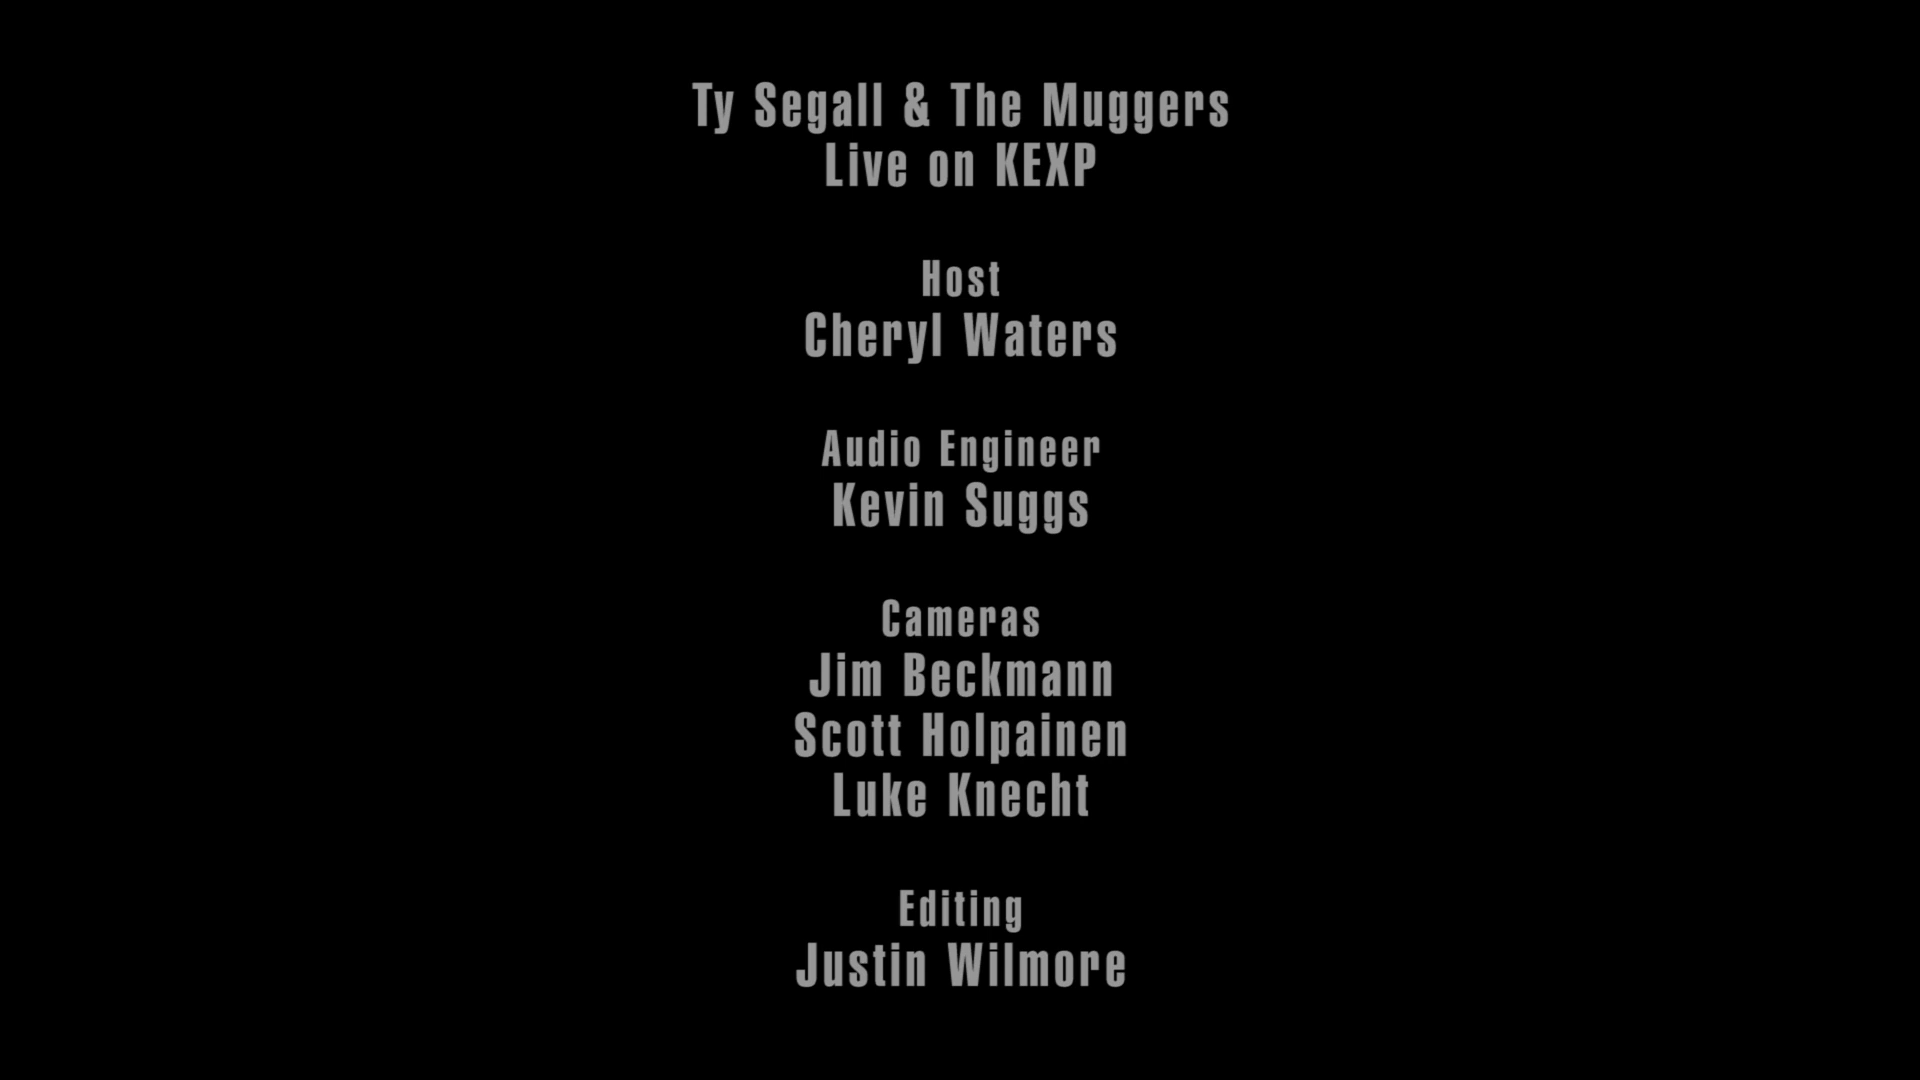 Ty Segall & The Muggers
Live on KEXP
Host
Cheryl Waters
Audio Engineer
Kevin Suggs
Cameras
Jim Beckmann
Scott Holpainen
Luke Knecht
Editing
Justin Wilmore